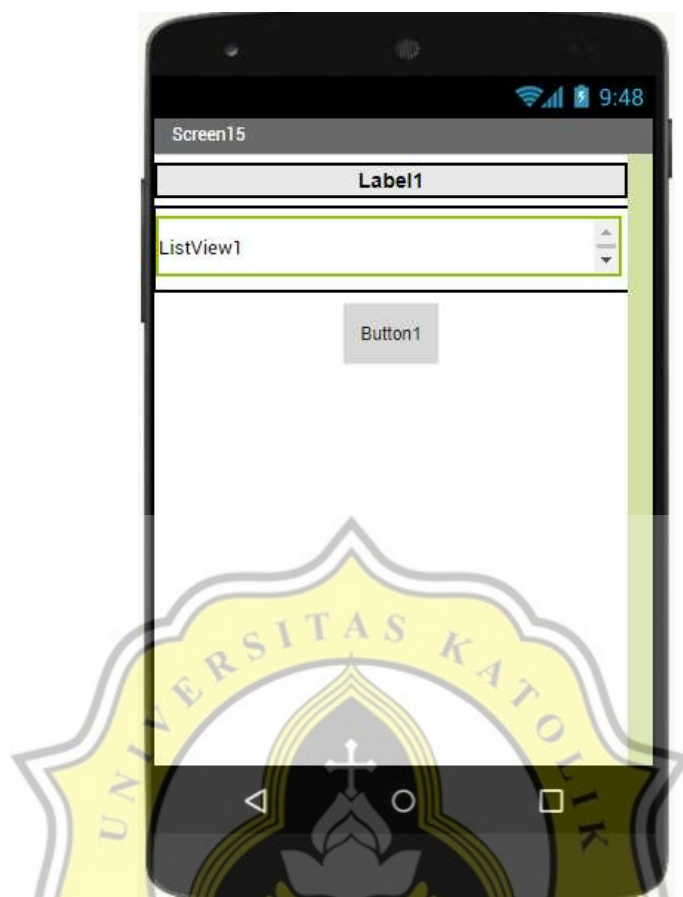 9:48
Screen15
Label1
ListView1
Button1
UNIVERSITAS KATOLIK